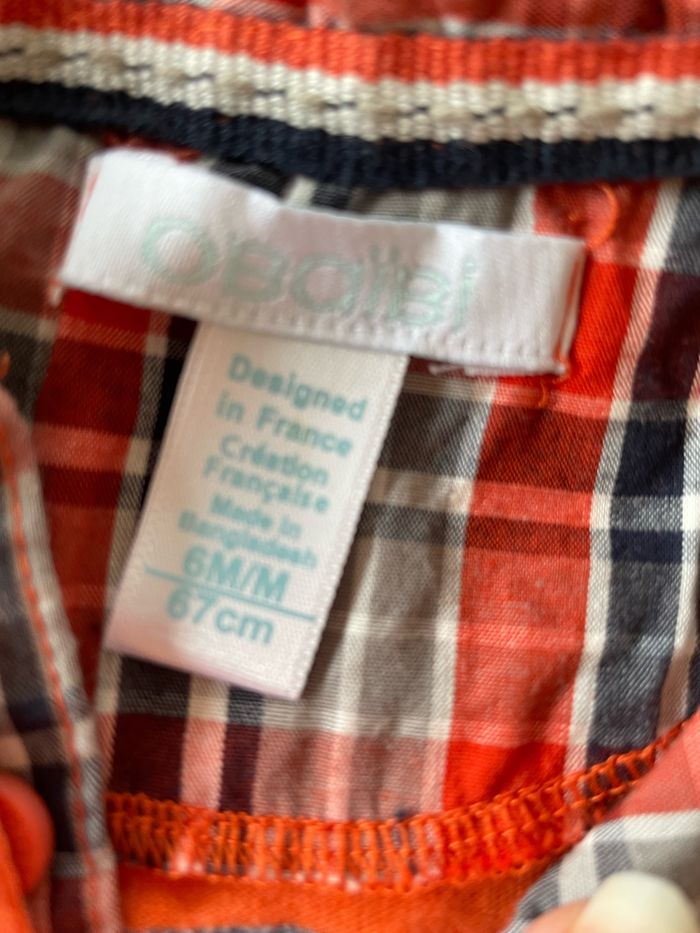 OBaïBi
Designed
in France
Création
Française
Made in
Bangladesh
6M/M
67cm